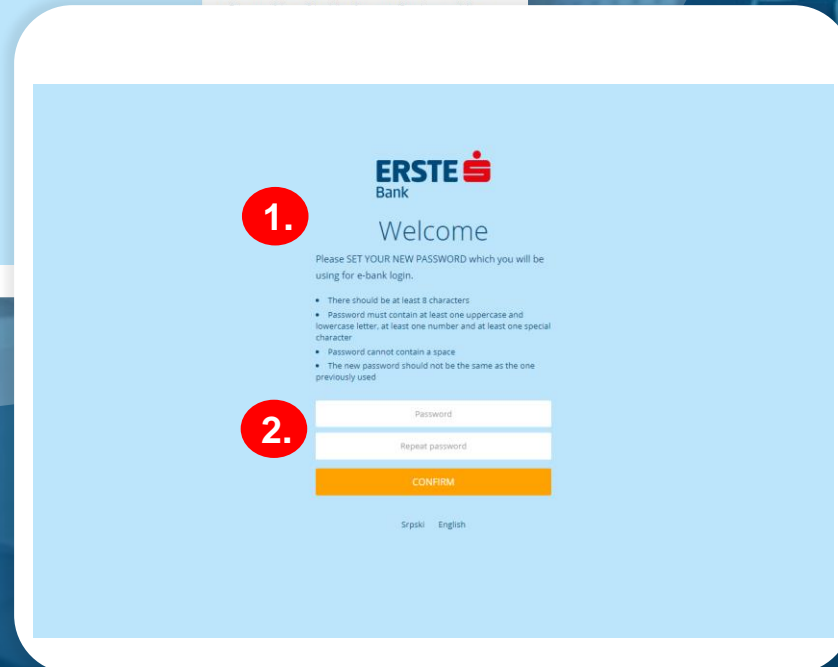 ERSTE
Bank
1.
Welcome
Please SET YOUR NEW PASSWORD which you will be
using for e-bank login.
• There should be at least 8 characters
• Password must contain at least one uppercase and
lowercase letter, at least one number and at least one special
character
• Password cannot contain a space
• The new password should not be the same as the one
previously used
2.
Password
Repeat password
CONFIRM
Srpski English